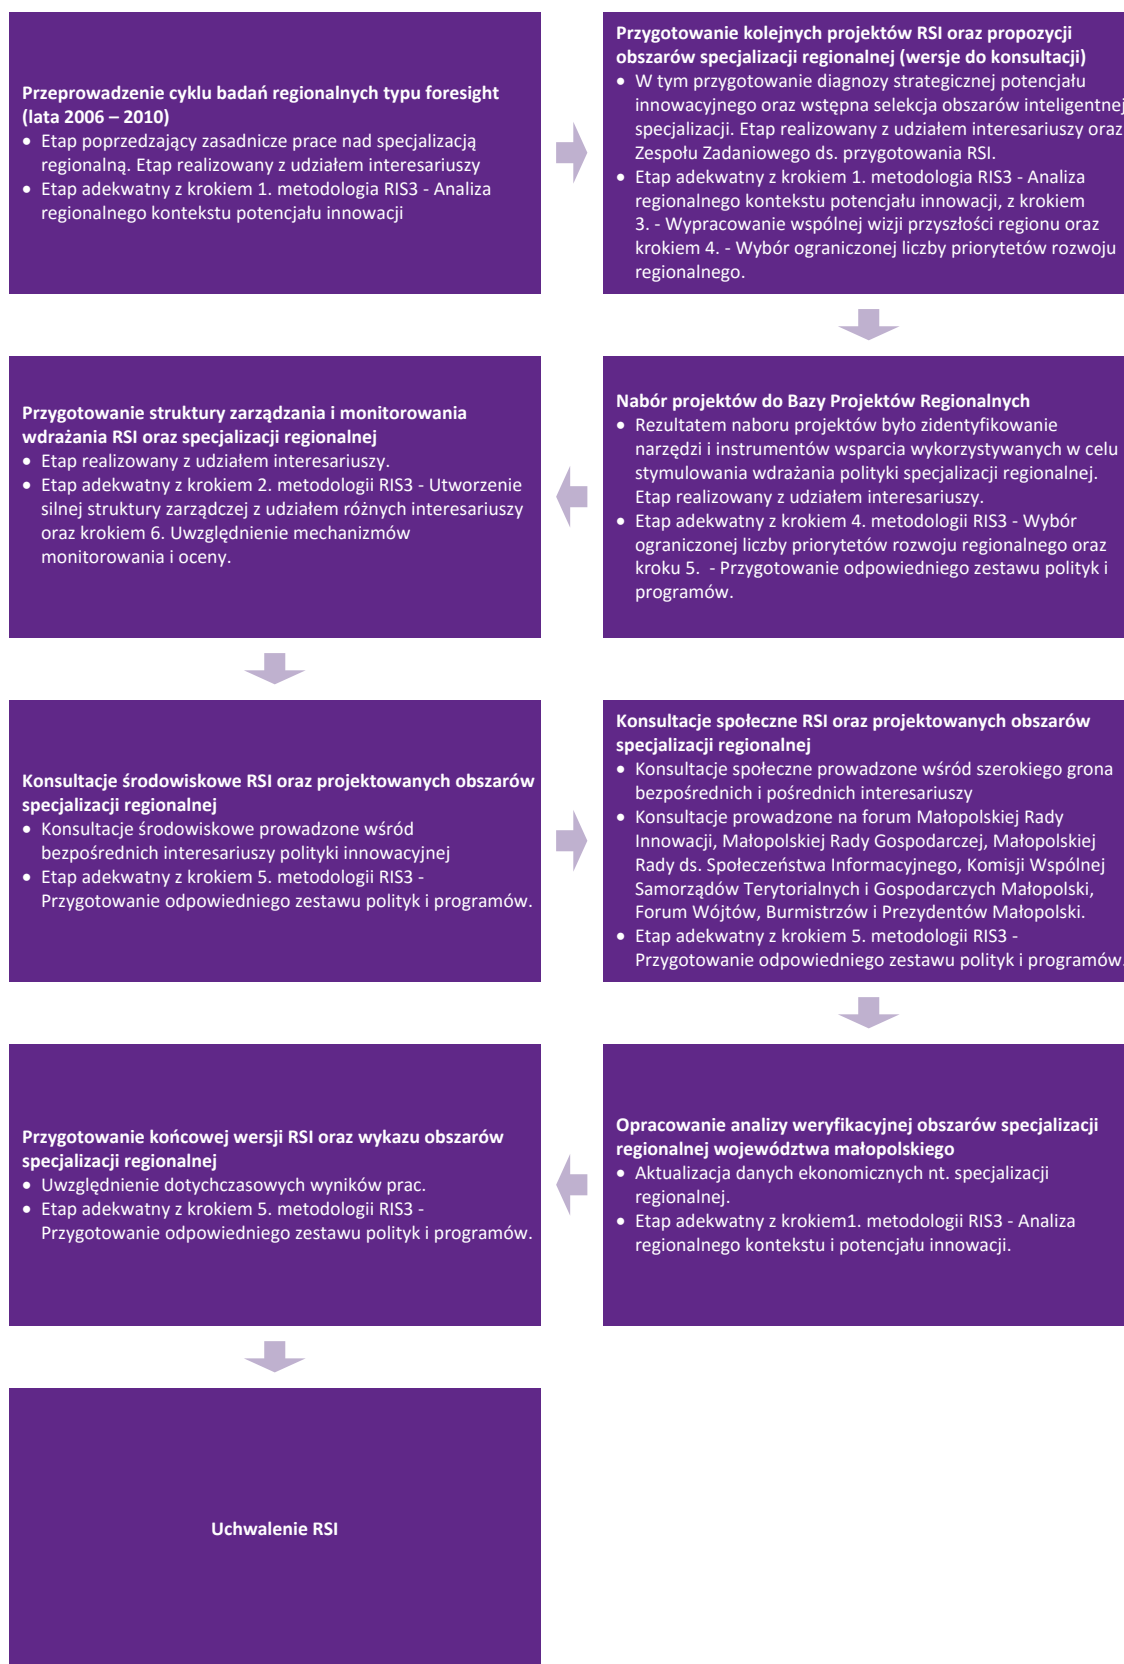 Przeprowadzenie cyklu badań regionalnych typu foresight
(lata 2006 – 2010)
• Etap poprzedzający zasadnicze prace nad specjalizacją
regionalną. Etap realizowany z udziałem interesariuszy
• Etap adekwatny z krokiem 1. metodologia RIS3 - Analiza
regionalnego kontekstu potencjału innowacji
Przygotowanie kolejnych projektów RSI oraz propozycji
obszarów specjalizacji regionalnej (wersje do konsultacji)
• W tym przygotowanie diagnozy strategicznej potencjału
innowacyjnego oraz wstępna selekcja obszarów inteligentnej
specjalizacji. Etap realizowany z udziałem interesariuszy oraz
Zespołu Zadaniowego ds. przygotowania RSI.
• Etap adekwatny z krokiem 1. metodologia RIS3 - Analiza
regionalnego kontekstu potencjału innowacji, z krokiem
3. - Wypracowanie wspólnej wizji przyszłości regionu oraz
krokiem 4. - Wybór ograniczonej liczby priorytetów rozwoju
regionalnego.
Nabór projektów do Bazy Projektów Regionalnych
• Rezultatem naboru projektów było zidentyfikowanie
narzędzi i instrumentów wsparcia wykorzystywanych w celu
stymulowania wdrażania polityki specjalizacji regionalnej.
Etap realizowany z udziałem interesariuszy.
• Etap adekwatny z krokiem 4. metodologii RIS3 - Wybór
ograniczonej liczby priorytetów rozwoju regionalnego oraz
kroku 5. - Przygotowanie odpowiedniego zestawu polityk i
programów.
Przygotowanie struktury zarządzania i monitorowania
wdrażania RSI oraz specjalizacji regionalnej
• Etap realizowany z udziałem interesariuszy.
• Etap adekwatny z krokiem 2. metodologii RIS3 - Utworzenie
silnej struktury zarządczej z udziałem różnych interesariuszy
oraz krokiem 6. Uwzględnienie mechanizmów
monitorowania i oceny.
Konsultacje środowiskowe RSI oraz projektowanych obszarów
specjalizacji regionalnej
• Konsultacje środowiskowe prowadzone wśród
bezpośrednich interesariuszy polityki innowacyjnej
• Etap adekwatny z krokiem 5. metodologii RIS3 -
Przygotowanie odpowiedniego zestawu polityk i programów.
Konsultacje społeczne RSI oraz projektowanych obszarów
specjalizacji regionalnej
• Konsultacje społeczne prowadzone wśród szerokiego grona
bezpośrednich i pośrednich interesariuszy
• Konsultacje prowadzone na forum Małopolskiej Rady
Innowacji, Małopolskiej Rady Gospodarczej, Małopolskiej
Rady ds. Społeczeństwa Informacyjnego, Komisji Wspólnej
Samorządów Terytorialnych i Gospodarczych Małopolski,
Forum Wójtów, Burmistrzów i Prezydentów Małopolski.
• Etap adekwatny z krokiem 5. metodologii RIS3 -
Przygotowanie odpowiedniego zestawu polityk i programów.
Opracowanie analizy weryfikacyjnej obszarów specjalizacji
regionalnej województwa małopolskiego
• Aktualizacja danych ekonomicznych nt. specjalizacji
regionalnej.
• Etap adekwatny z krokiem1. metodologii RIS3 - Analiza
regionalnego kontekstu i potencjału innowacji.
Przygotowanie końcowej wersji RSI oraz wykazu obszarów
specjalizacji regionalnej
• Uwzględnienie dotychczasowych wyników prac.
• Etap adekwatny z krokiem 5. metodologii RIS3 -
Przygotowanie odpowiedniego zestawu polityk i programów.
Uchwalenie RSI